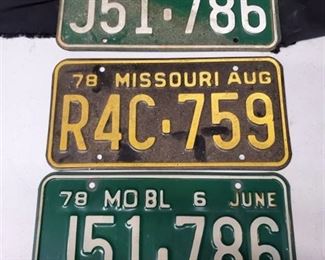 J51·786
78 MISSOURI AUG
R4C·759
78 MO BL 6 JUNE
J51·786